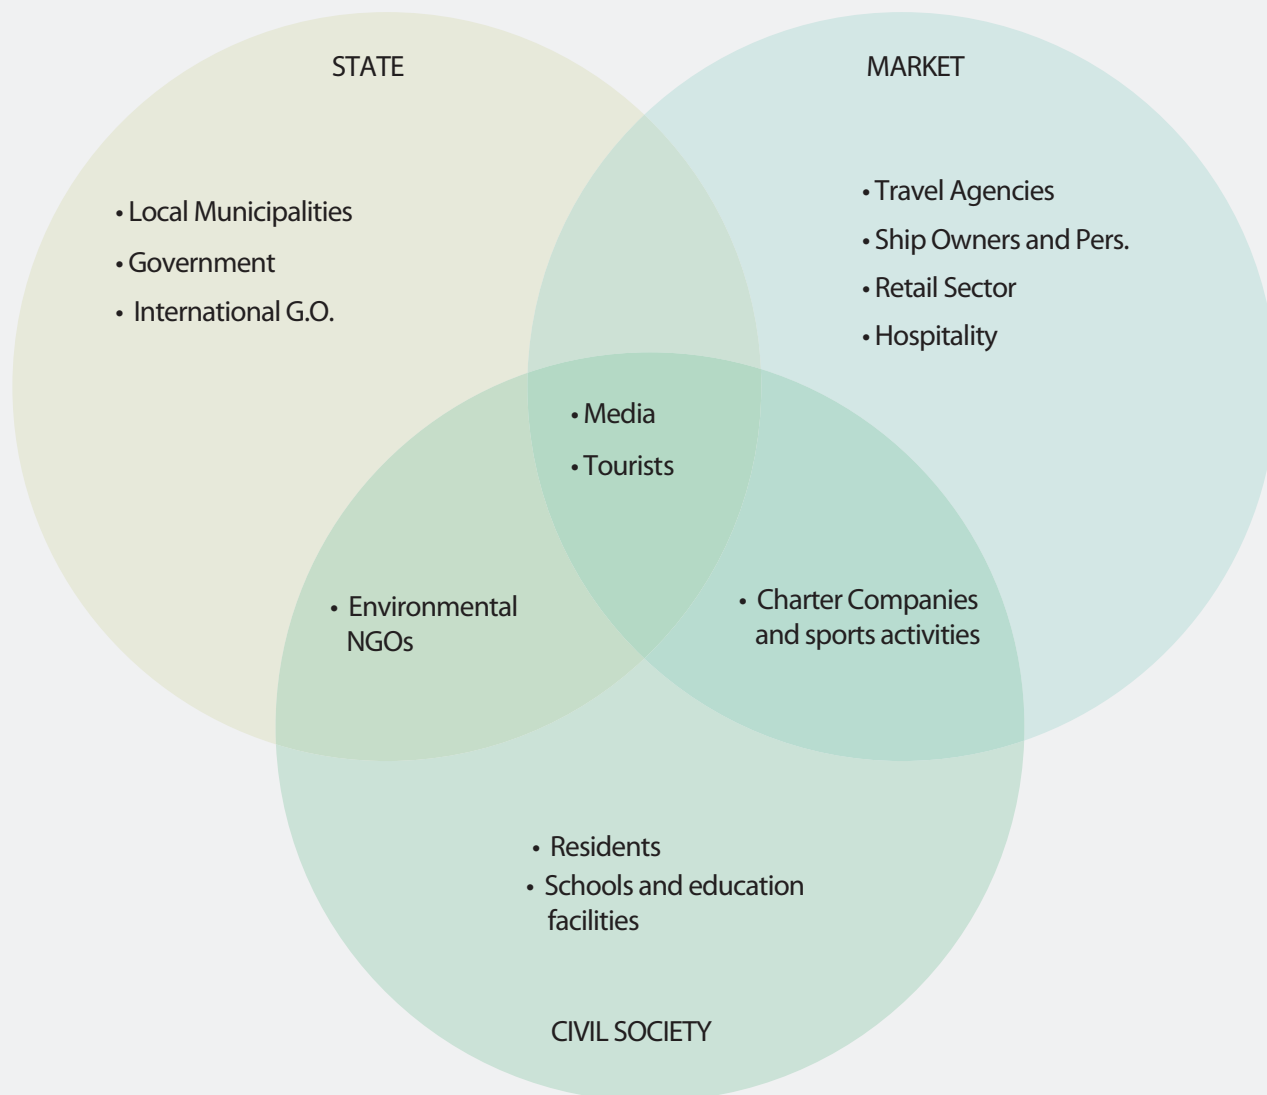 STATE
• Local Municipalities
• Government
• International G.O.
MARKET
• Travel Agencies
• Ship Owners and Pers.
• Retail Sector
• Hospitality
• Media
• Tourists
• Environmental
NGOs
• Charter Companies
and sports activities
• Residents
• Schools and education
facilities
CIVIL SOCIETY